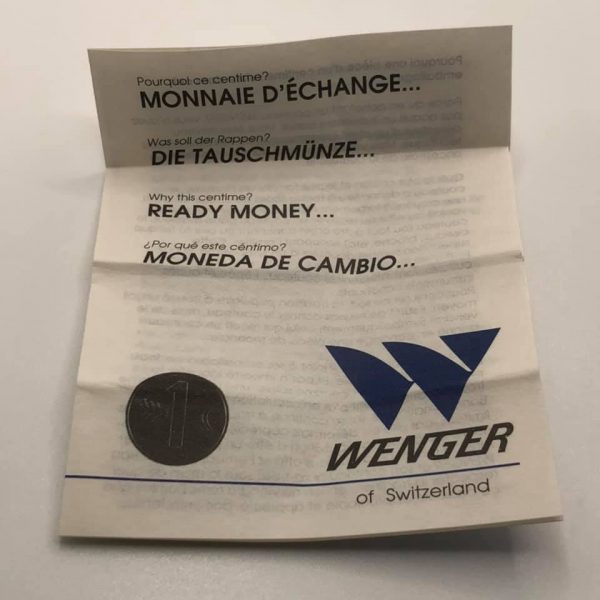 Pourquoi ce centime?
MONNAIE D'ÉCHANGE...
Was soll der Rappen?
DIE TAUSCHMÜNZE...
Why this centime?
READY MONEY...
¿Por qué este céntimo?
MONEDA DE CAMBIO...
1
WENGER
of Switzerland